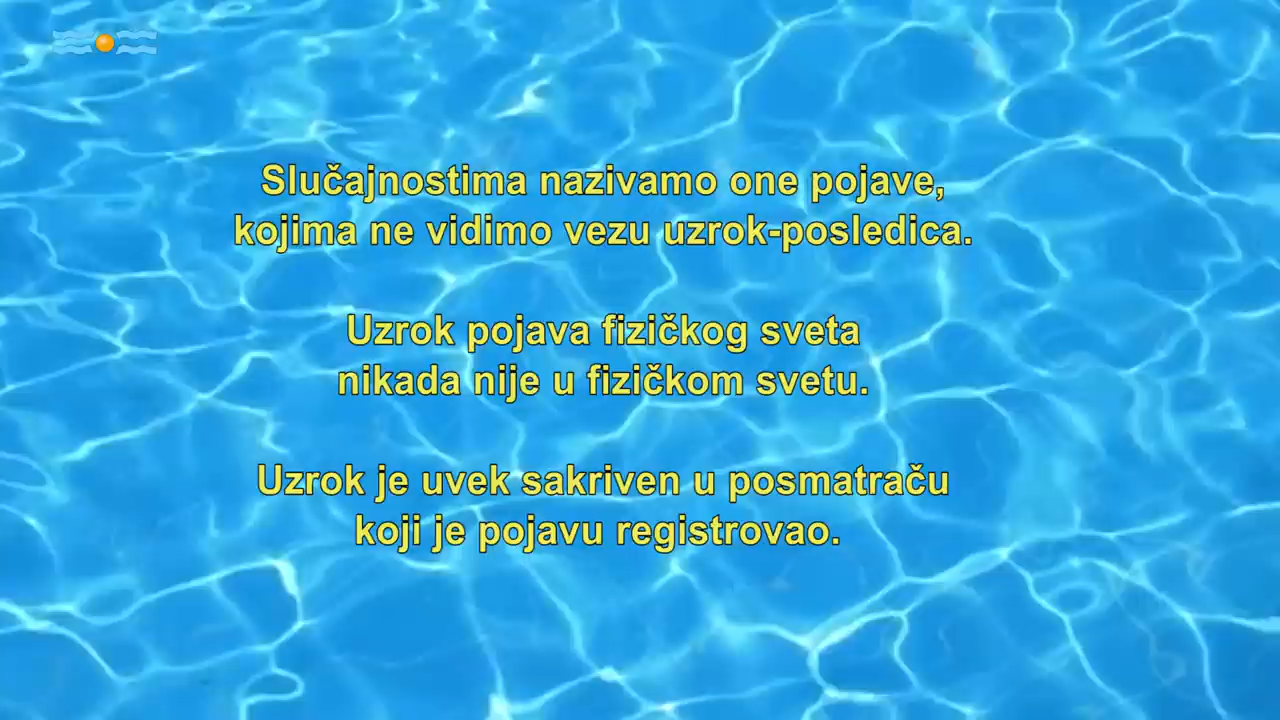 Slučajnostima nazivamo one pojave,
kojima ne vidimo vezu uzrok-posledica.
Uzrok pojava fizičkog sveta
nikada nije u fizičkom svetu.
Uzrok je uvek sakriven u posmatraču
koji je pojavu registrovao.